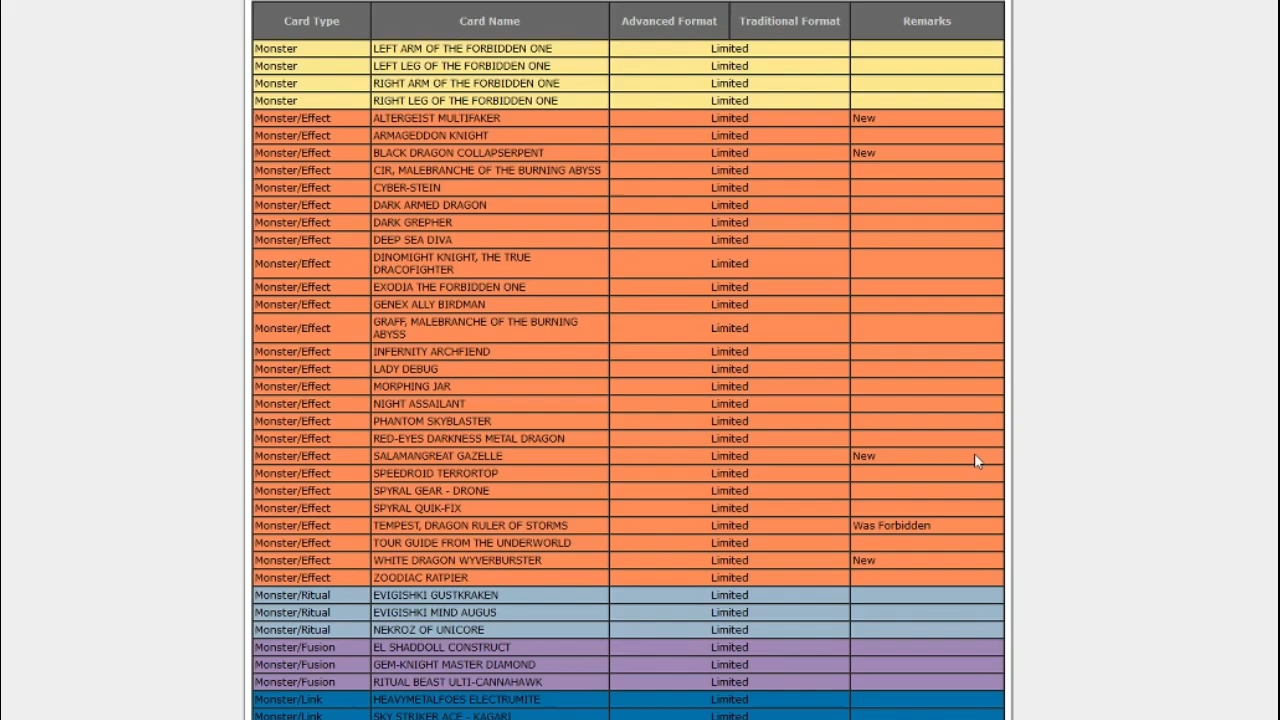 Card Type Card Name Advanced Format Traditional Format Remarks
Monster LEFT ARM OF THE FORBIDDEN ONE Limited
Monster LEFT LEG OF THE FORBIDDEN ONE Limited
Monster RIGHT ARM OF THE FORBIDDEN ONE Limited
Monster RIGHT LEG OF THE FORBIDDEN ONE Limited
Monster/Effect ALTERGEIST MULTIFAKER Limited New
Monster/Effect ARMAGEDDON KNIGHT Limited
Monster/Effect BLACK DRAGON COLLAPSERPENT Limited New
Monster/Effect CIR, MALEBRANCHE OF THE BURNING ABYSS Limited
Monster/Effect CYBER-STEIN Limited
Monster/Effect DARK ARMED DRAGON Limited
Monster/Effect DARK GREPHER Limited
Monster/Effect DEEP SEA DIVA Limited
Monster/Effect DINOMIGHT KNIGHT, THE TRUE
DRACOFIGHTER Limited
Monster/Effect EXODIA THE FORBIDDEN ONE Limited
Monster/Effect GENEX ALLY BIRDMAN Limited
Monster/Effect GRAFF, MALEBRANCHE OF THE BURNING
ABYSS Limited
Monster/Effect INFERNITY ARCHFIEND Limited
Monster/Effect LADY DEBUG Limited
Monster/Effect MORPHING JAR Limited
Monster/Effect NIGHT ASSAILANT Limited
Monster/Effect PHANTOM SKYBLASTER Limited
Monster/Effect RED-EYES DARKNESS METAL DRAGON Limited
Monster/Effect SALAMANGREAT GAZELLE Limited New
Monster/Effect SPEEDROID TERRORTOP Limited
Monster/Effect SPYRAL GEAR - DRONE Limited
Monster/Effect SPYRAL QUIK-FIX Limited
Monster/Effect TEMPEST, DRAGON RULER OF STORMS Limited Was Forbidden
Monster/Effect TOUR GUIDE FROM THE UNDERWORLD Limited
Monster/Effect WHITE DRAGON WYVERBURSTER Limited New
Monster/Effect ZOODIAC RATPIER Limited
Monster/Ritual EVIGISHKI GUSTKRAKEN Limited
Monster/Ritual EVIGISHKI MIND AUGUS Limited
Monster/Ritual NEKROZ OF UNICORE Limited
Monster/Fusion EL SHADDOLL CONSTRUCT Limited
Monster/Fusion GEM-KNIGHT MASTER DIAMOND Limited
Monster/Fusion RITUAL BEAST ULTI-CANNAHAWK Limited
Monster/Link HEAVYMETALFOES ELECTRUMITE Limited
Monster/Link SKY STRIKER ACE - KAGARI Limited